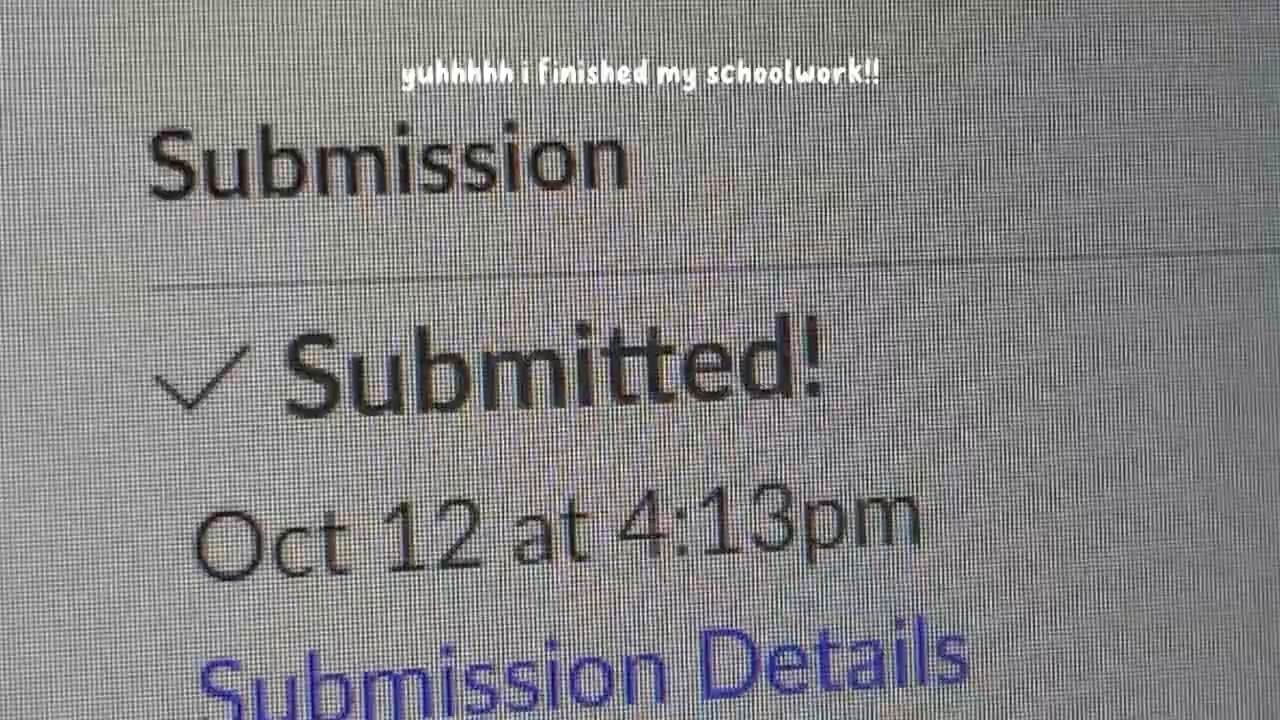 yuhhhhh i finished my schoolwork!!
Submission
Submitted!
Oct 12 at 4:13pm
Submission Details